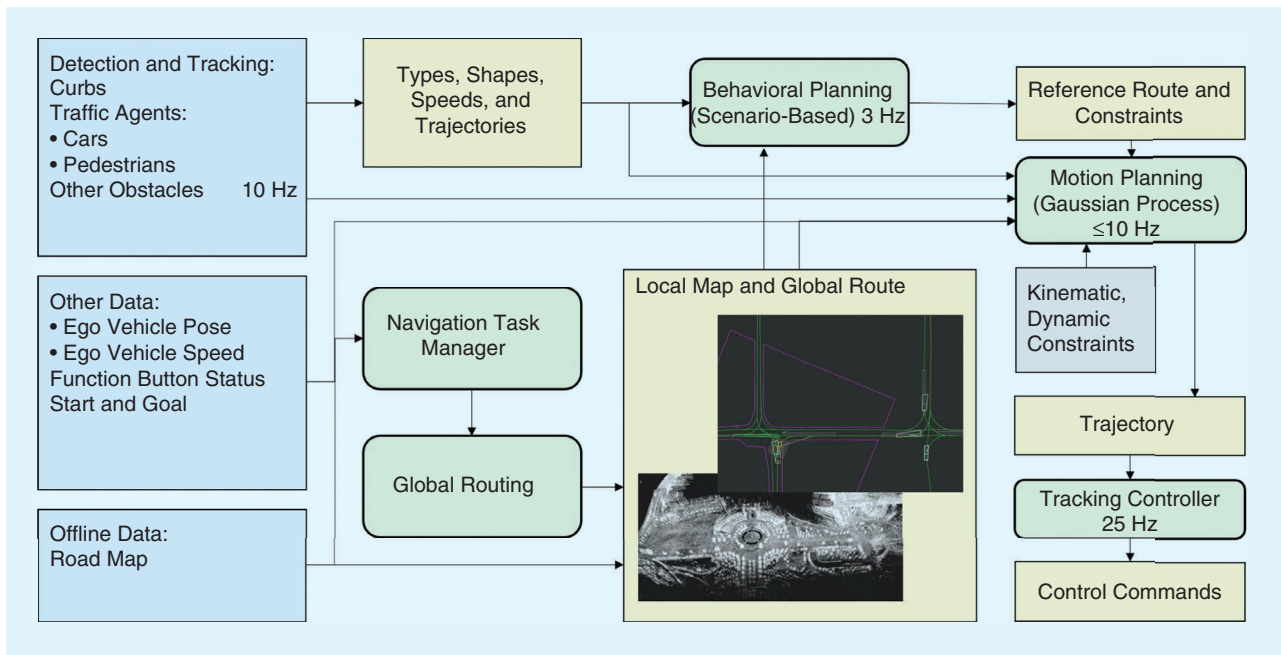 Detection and Tracking:
Curbs
Traffic Agents:
• Cars
• Pedestrians
Other Obstacles 10 Hz
Types, Shapes,
Speeds, and
Trajectories
Behavioral Planning
(Scenario-Based) 3 Hz
Reference Route and
Constraints
Motion Planning
(Gaussian Process)
≤10 Hz
Other Data:
• Ego Vehicle Pose
• Ego Vehicle Speed
Function Button Status
Start and Goal
Navigation Task
Manager
Local Map and Global Route
Kinematic,
Dynamic
Constraints
Trajectory
Global Routing
Tracking Controller
25 Hz
Offline Data:
Road Map
Control Commands